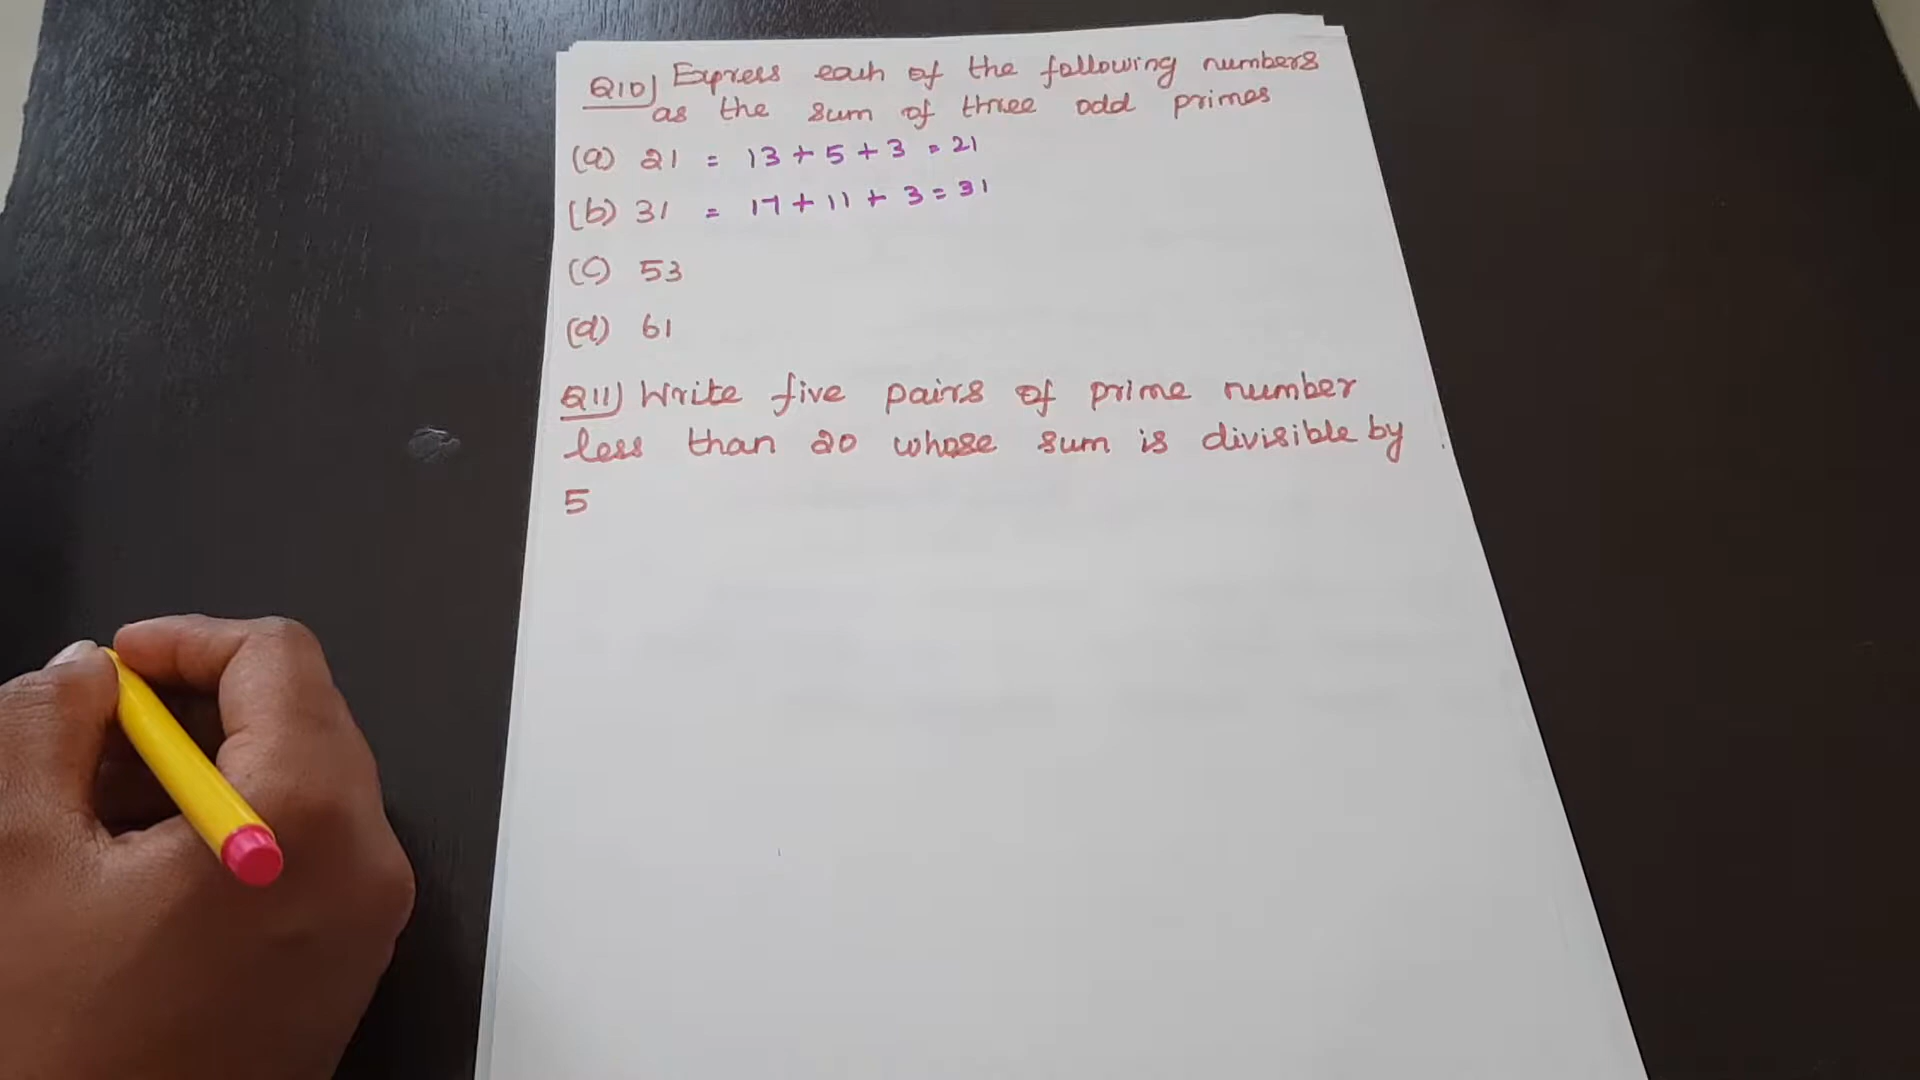 Q10) Express each of the following numbers
as the sum of three odd primes
(a) 21 = 13 + 5 + 3 = 21
(b) 31 = 17 + 11 + 3 = 31
(c) 53
(d) 61
Q11) Write five pairs of prime number
less than 20 whose sum is divisible by
5